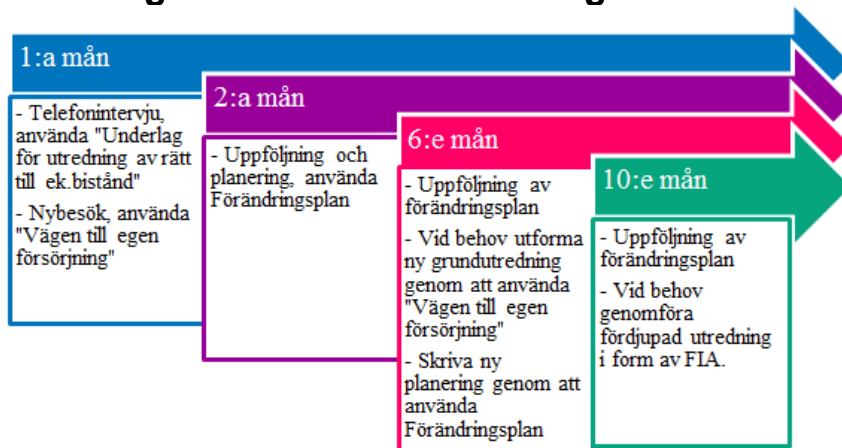 1:a mån
- Telefonintervju,
använda "Underlag
för utredning av rätt
till ek.bistånd"
- Nybesök, använda
"Vägen till egen
försörjning"
2:a mån
- Uppföljning och
planering, använda
Förändringsplan
6:e mån
- Uppföljning av
förändringsplan
- Vid behov utforma
ny grundutredning
genom att använda
"Vägen till egen
försörjning"
- Skriva ny
planering genom att
använda
Förändringsplan
10:e mån
- Uppföljning av
förändringsplan
- Vid behov
genomföra
fördjupad utredning
i form av FIA.